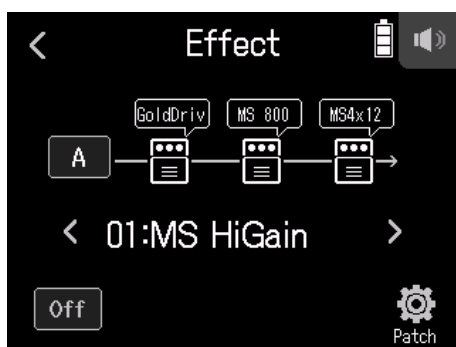 Effect
GoldDriv MS 800 MS4x12
A
01:MS HiGain
Off
Patch